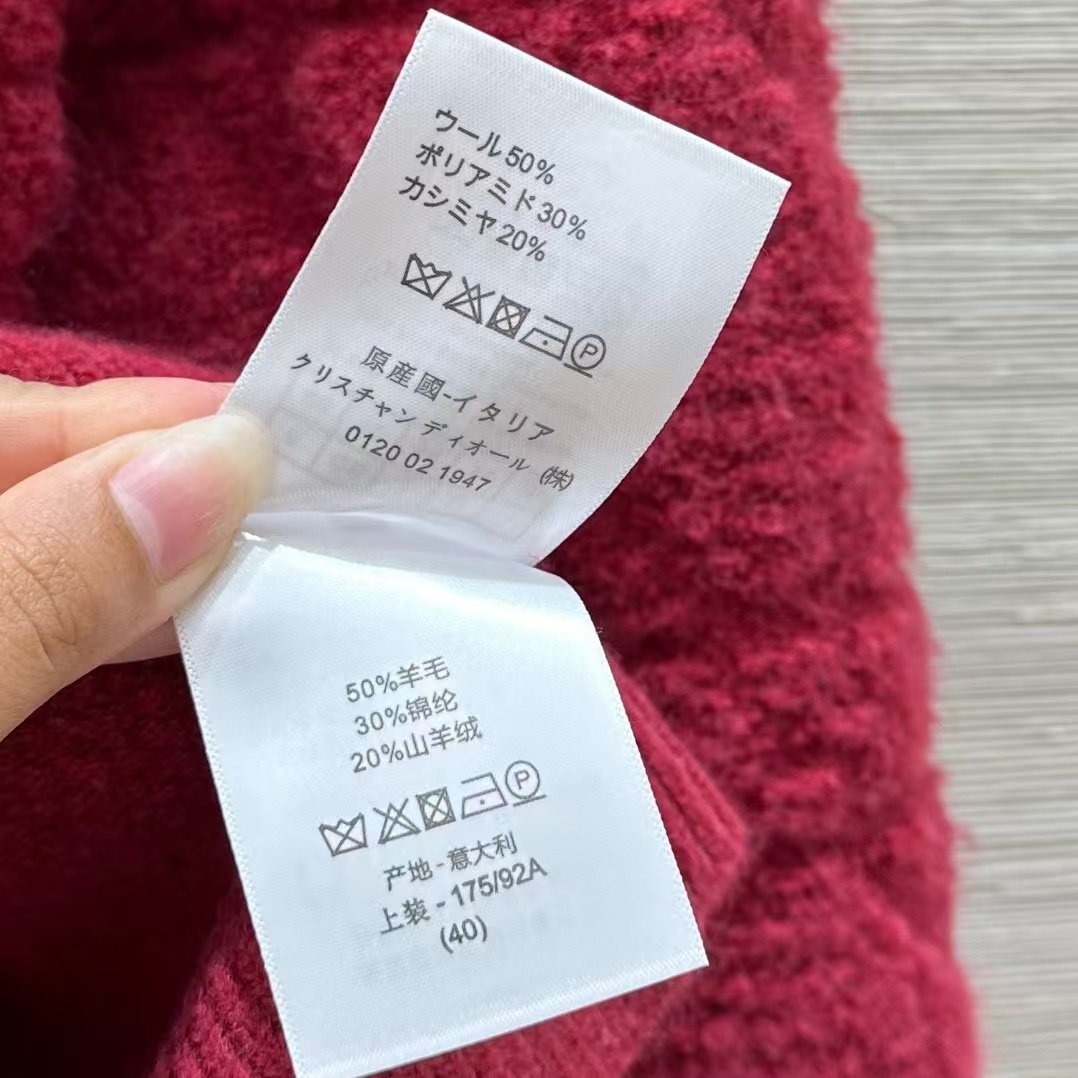 ウール50%
ポリアミド30%
カシミヤ20%
P
原産國-イタリア
クリスチャン ディオール (株)
0120 02 1947
50%羊毛
30%锦纶
20%山羊绒
P
产地-意大利
上装-175/92A
(40)